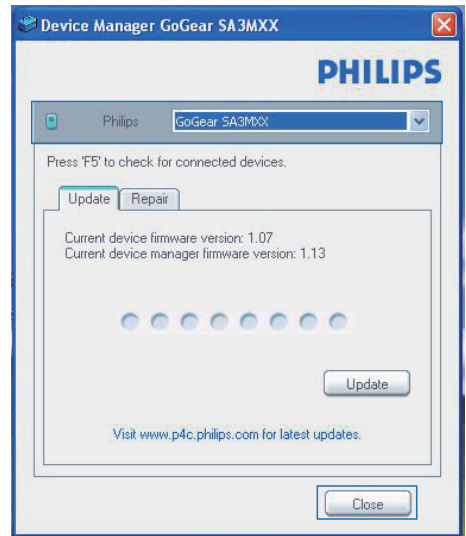 Device Manager GoGear SA3MXX
PHILIPS
Philips GoGear SA3MXX
Press 'F5' to check for connected devices.
Update Repair
Current device firmware version: 1.07
Current device manager firmware version: 1.13
Update
Visit www.p4c.philips.com for latest updates.
Close